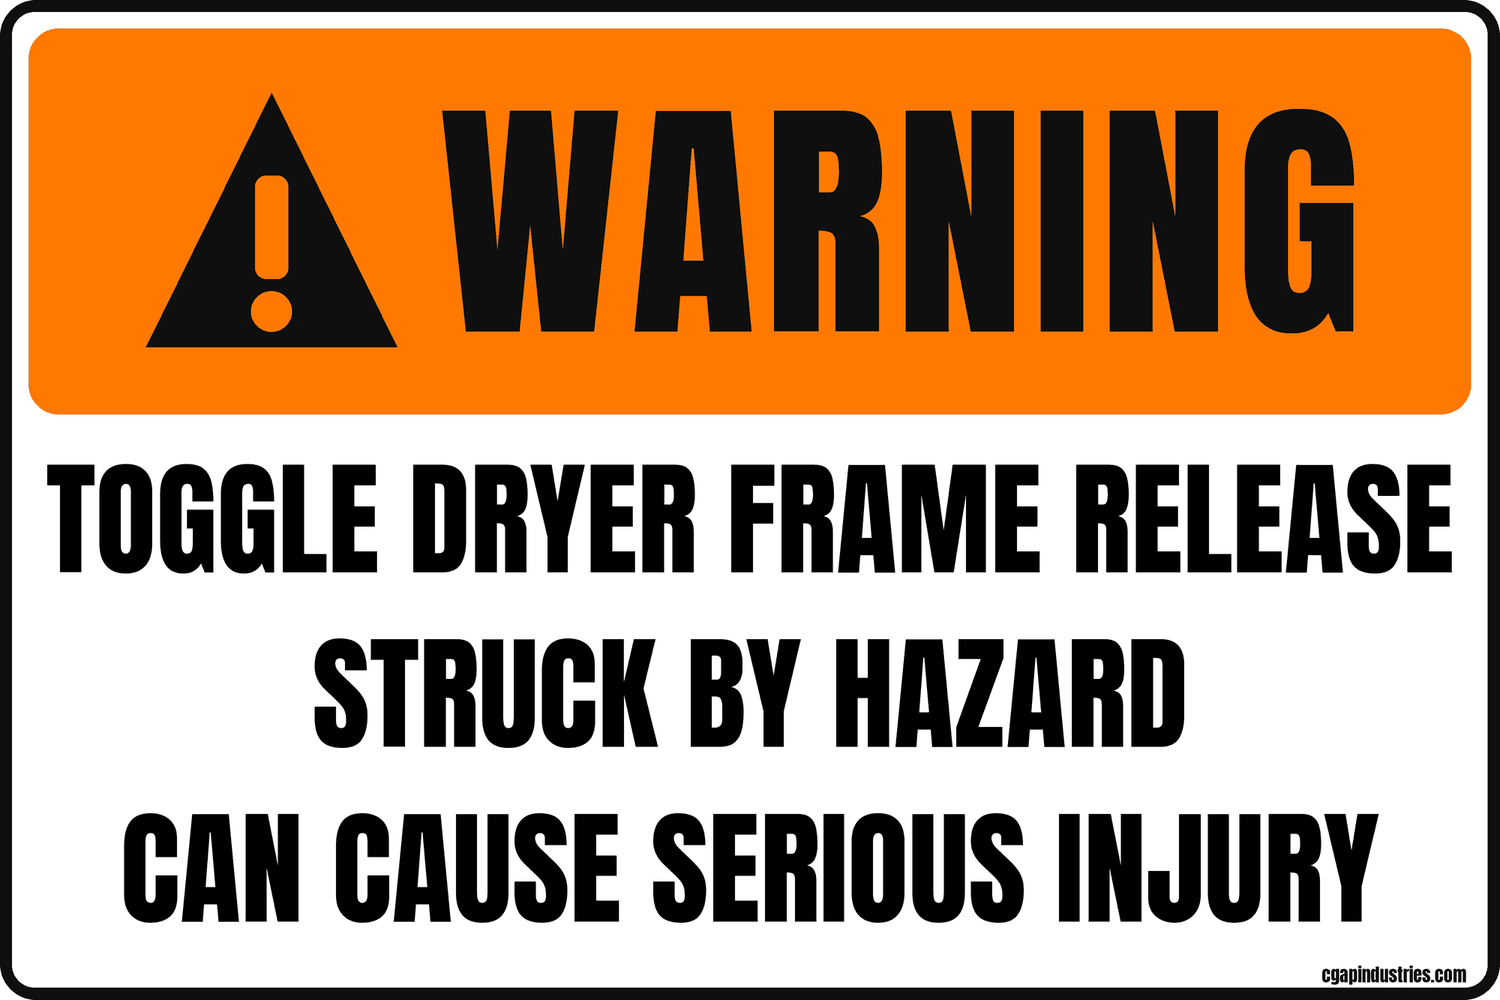 WARNING
TOGGLE DRYER FRAME RELEASE
STRUCK BY HAZARD
CAN CAUSE SERIOUS INJURY
cgapindustries.com